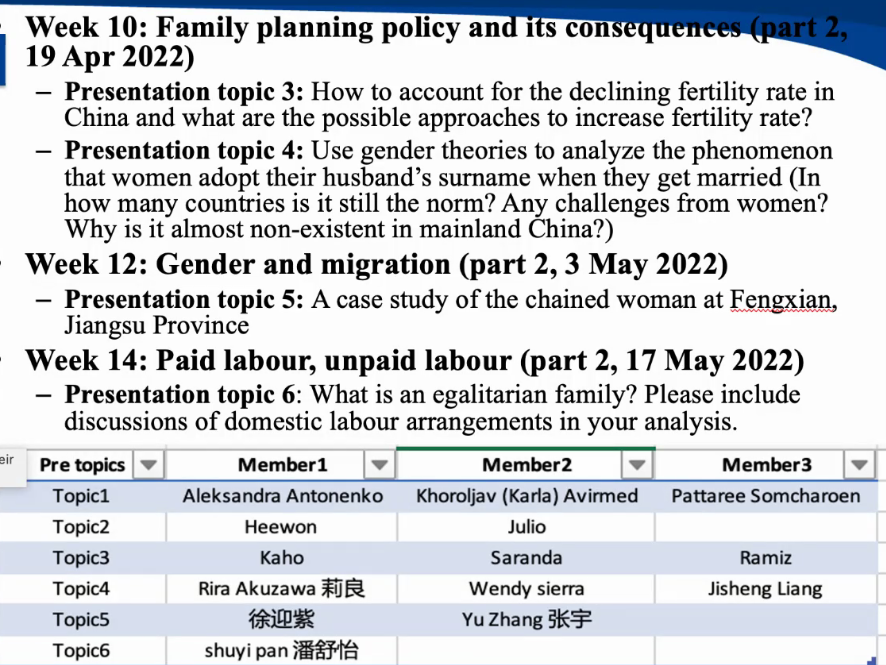 Week 10: Family planning policy and its consequences (part 2,
19 Apr 2022)
– Presentation topic 3: How to account for the declining fertility rate in
China and what are the possible approaches to increase fertility rate?
– Presentation topic 4: Use gender theories to analyze the phenomenon
that women adopt their husband's surname when they get married (In
how many countries is it still the norm? Any challenges from women?
Why is it almost non-existent in mainland China?)
Week 12: Gender and migration (part 2, 3 May 2022)
– Presentation topic 5: A case study of the chained woman at Fengxian,
Jiangsu Province
Week 14: Paid labour, unpaid labour (part 2, 17 May 2022)
– Presentation topic 6: What is an egalitarian family? Please include
discussions of domestic labour arrangements in your analysis.
eir
Pre topics Member1 Member2 Member3
Topic1 Aleksandra Antonenko Khoroljav (Karla) Avirmed Pattaree Somcharoen
Topic2 Heewon Julio
Topic3 Kaho Saranda Ramiz
Topic4 Rira Akuzawa 莉良 Wendy sierra Jisheng Liang
Topic5 徐迎紫 Yu Zhang 张宇
Topic6 shuyi pan 潘舒怡